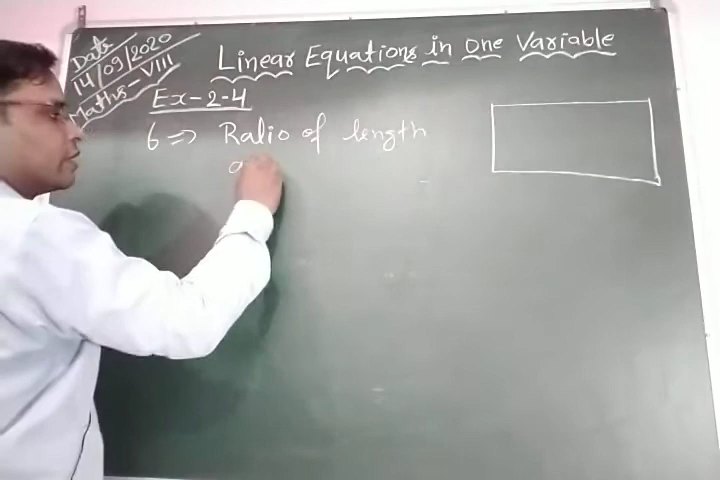 Date
14/09/2020
Maths-VIII
Linear Equations in one Variable
Ex-2-4
6 => Ratio of length